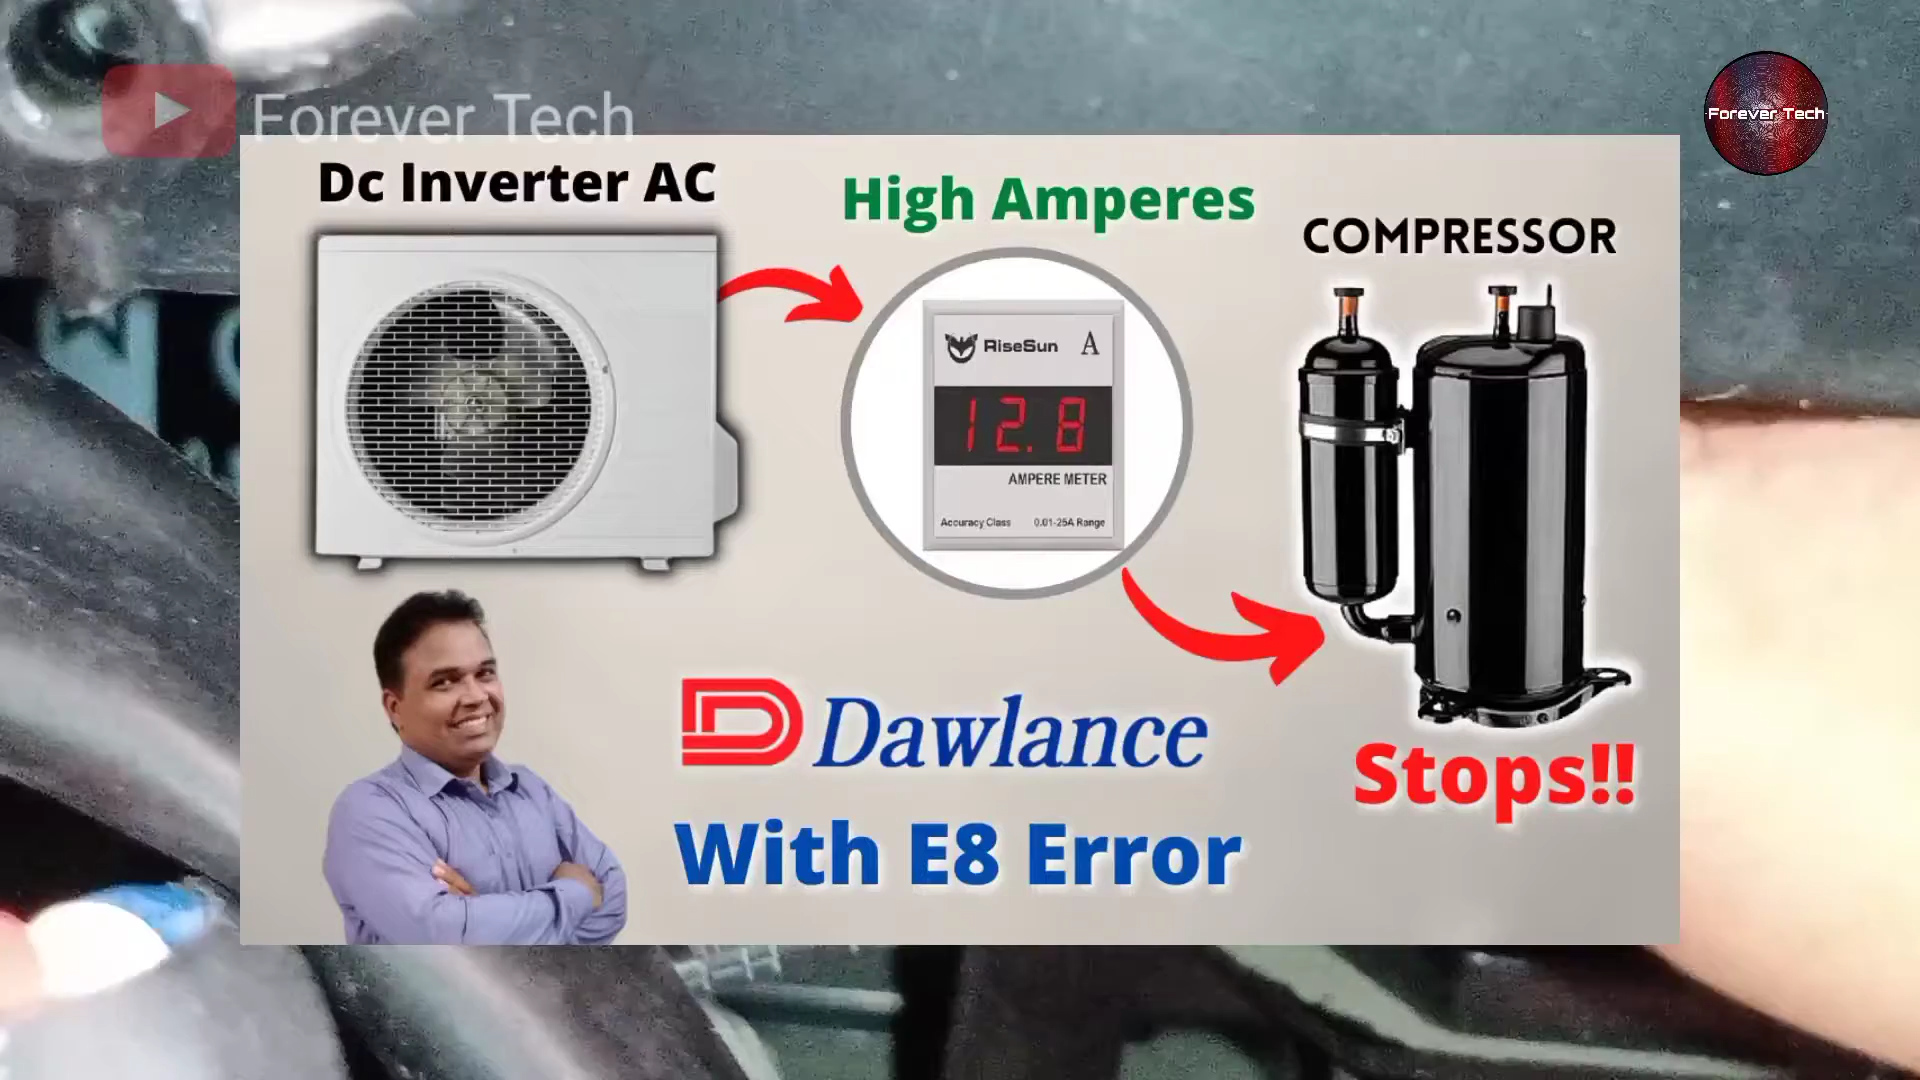 Forever Tech
Forever Tech
Dc Inverter AC
High Amperes
COMPRESSOR
RiseSun A
12.8
AMPERE METER
Accuracy Class 0.01-25A Range
Dawlance
Stops!!
With E8 Error